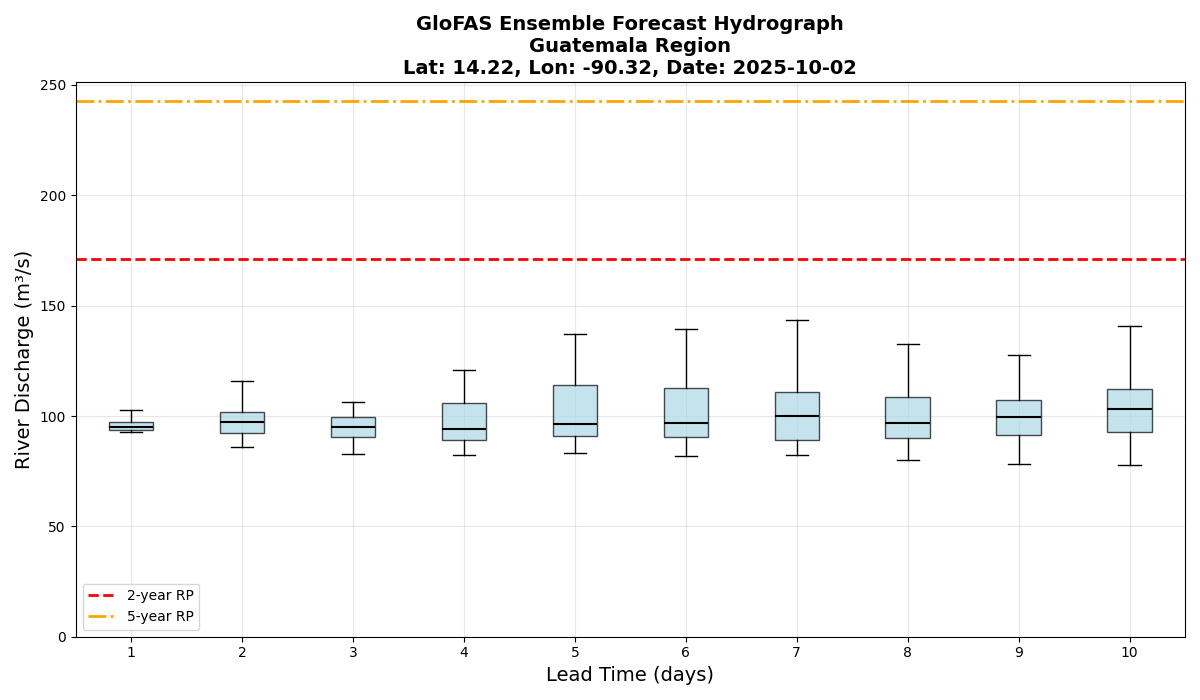 GloFAS Ensemble Forecast Hydrograph
Guatemala Region
Lat: 14.22, Lon: -90.32, Date: 2025-10-02
River Discharge (m³/s)
250
200
150
100
50
0
2-year RP
5-year RP
1 2 3 4 5 6 7 8 9 10
Lead Time (days)